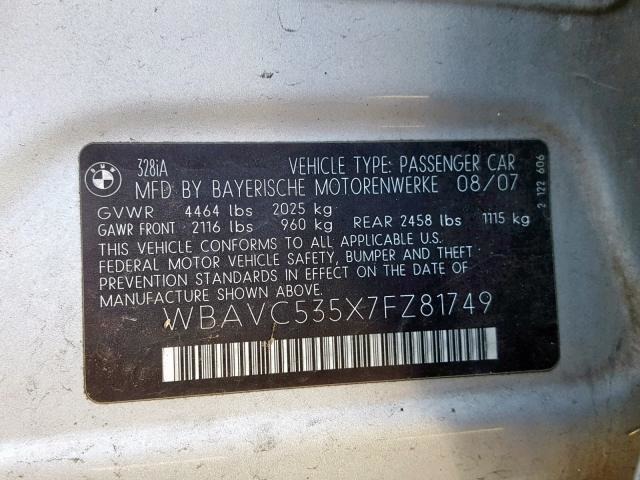 BMW
328iA VEHICLE TYPE: PASSENGER CAR
MFD BY BAYERISCHE MOTORENWERKE 08/07
GVWR 4464 lbs 2025 kg
GAWR FRONT 2116 lbs 960 kg REAR 2458 lbs 1115 kg
THIS VEHICLE CONFORMS TO ALL APPLICABLE U.S.
FEDERAL MOTOR VEHICLE SAFETY, BUMPER AND THEFT
PREVENTION STANDARDS IN EFFECT ON THE DATE OF
MANUFACTURE SHOWN ABOVE.
WBAVC535X7FZ81749
2 122 606